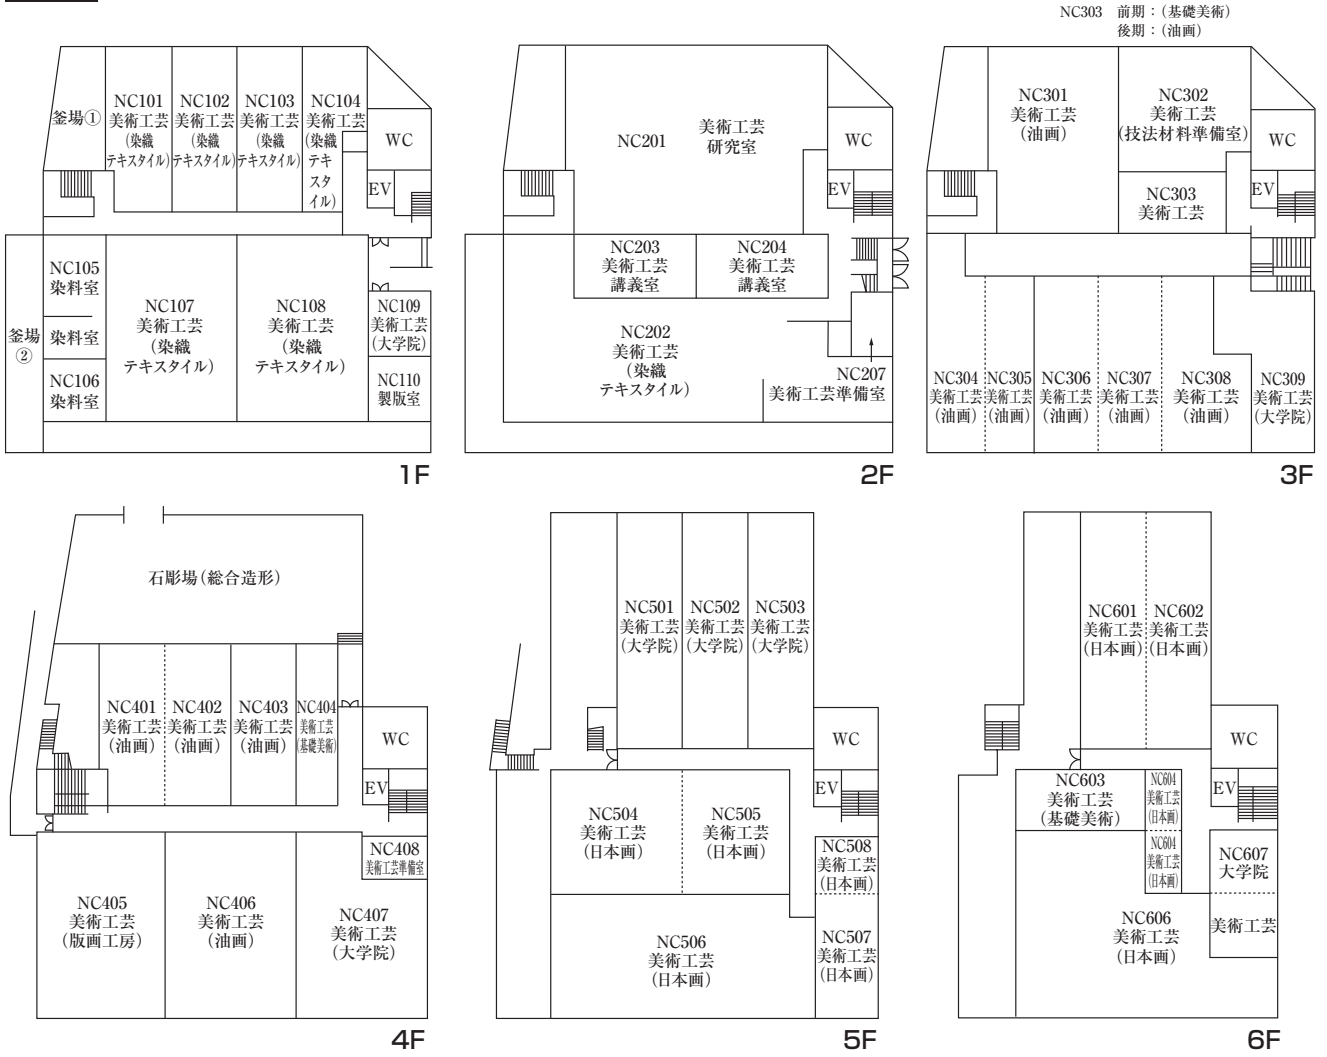 NC303 前期：（基礎美術）
後期：（油画）
釜場①
NC101
美術工芸
（染織
テキスタイル）
NC102
美術工芸
（染織
テキスタイル）
NC103
美術工芸
（染織
テキスタイル）
NC104
美術工芸
（染織
テキ
スタ
イル）
WC
EV
NC105
染料室
染料室
NC106
染料室
釜場
②
NC107
美術工芸
（染織
テキスタイル）
NC108
美術工芸
（染織
テキスタイル）
NC109
美術工芸
（大学院）
NC110
製版室
1F
NC201
美術工芸
研究室
WC
EV
NC203
美術工芸
講義室
NC204
美術工芸
講義室
NC202
美術工芸
（染織
テキスタイル）
NC207
美術工芸準備室
2F
NC301
美術工芸
（油画）
NC302
美術工芸
（技法材料準備室）
NC303
美術工芸
WC
EV
NC304
美術工芸
（油画）
NC305
美術工芸
（油画）
NC306
美術工芸
（油画）
NC307
美術工芸
（油画）
NC308
美術工芸
（油画）
NC309
美術工芸
（大学院）
3F
石彫場（総合造形）
NC401
美術工芸
（油画）
NC402
美術工芸
（油画）
NC403
美術工芸
（油画）
NC404
美術工芸
（基礎美術）
WC
EV
NC408
美術工芸準備室
NC405
美術工芸
（版画工房）
NC406
美術工芸
（油画）
NC407
美術工芸
（大学院）
4F
NC501
美術工芸
（大学院）
NC502
美術工芸
（大学院）
NC503
美術工芸
（大学院）
WC
EV
NC504
美術工芸
（日本画）
NC505
美術工芸
（日本画）
NC508
美術工芸
（日本画）
NC506
美術工芸
（日本画）
NC507
美術工芸
（日本画）
5F
NC601
美術工芸
（日本画）
NC602
美術工芸
（日本画）
WC
EV
NC603
美術工芸
（基礎美術）
NC604
美術工芸
（日本画）
NC604
美術工芸
（日本画）
NC607
大学院
美術工芸
NC606
美術工芸
（日本画）
6F